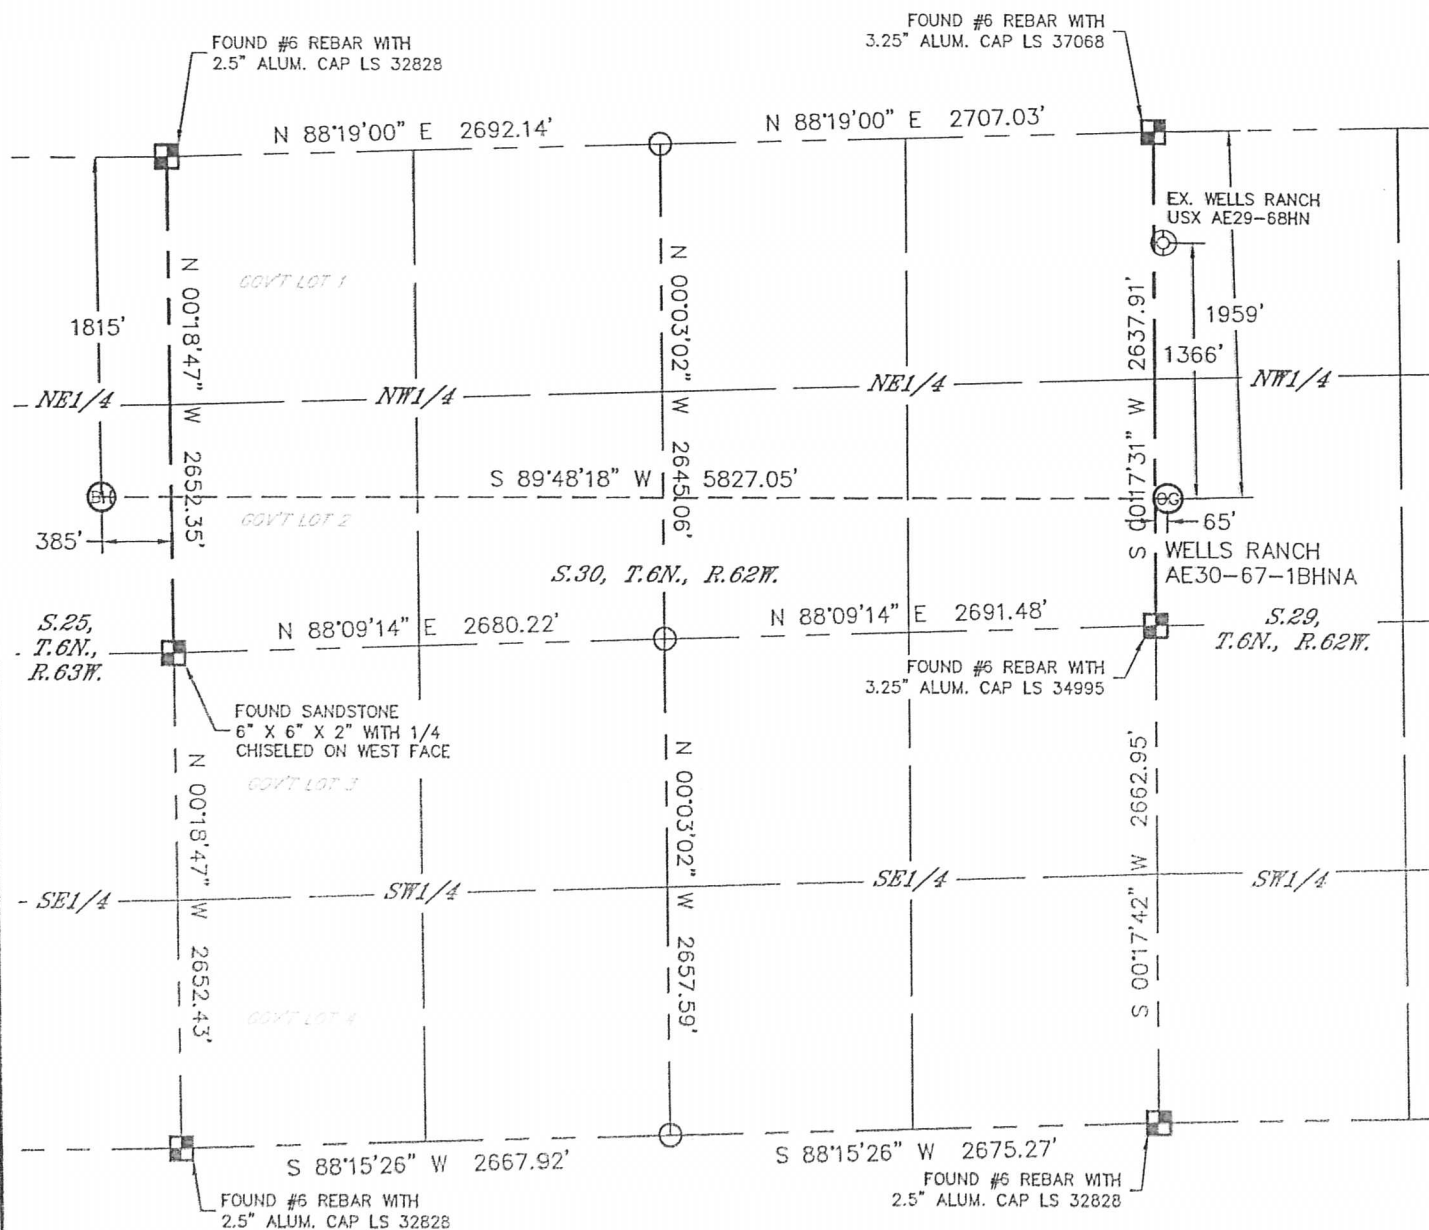 FOUND #6 REBAR WITH
2.5" ALUM. CAP LS 32828
FOUND #6 REBAR WITH
3.25" ALUM. CAP LS 37068
N 88°19'00" E 2692.14'
N 88°19'00" E 2707.03'
EX. WELLS RANCH
USX AE29-68HN
GOV'T LOT 1
N 00°18'47" W 2652.35'
N 00°03'02" W 2645.06'
S 00°17'31" W 2637.91'
1815'
1959'
1366'
NE1/4
NW1/4
NE1/4
NW1/4
S 89°48'18" W 5827.05'
BH
OG
GOV'T LOT 2
385'
65'
WELLS RANCH
AE30-67-1BHNA
S.30, T.6N., R.62W.
S.25,
T.6N.,
R.63W.
N 88°09'14" E 2680.22'
N 88°09'14" E 2691.48'
S.29,
T.6N., R.62W.
FOUND #6 REBAR WITH
3.25" ALUM. CAP LS 34995
FOUND SANDSTONE
6" X 6" X 2" WITH 1/4
CHISELED ON WEST FACE
GOV'T LOT 3
N 00°18'47" W 2652.43'
N 00°03'02" W 2657.59'
S 00°17'42" W 2662.95'
SE1/4
SW1/4
SE1/4
SW1/4
GOV'T LOT 4
S 88°15'26" W 2667.92'
S 88°15'26" W 2675.27'
FOUND #6 REBAR WITH
2.5" ALUM. CAP LS 32828
FOUND #6 REBAR WITH
2.5" ALUM. CAP LS 32828